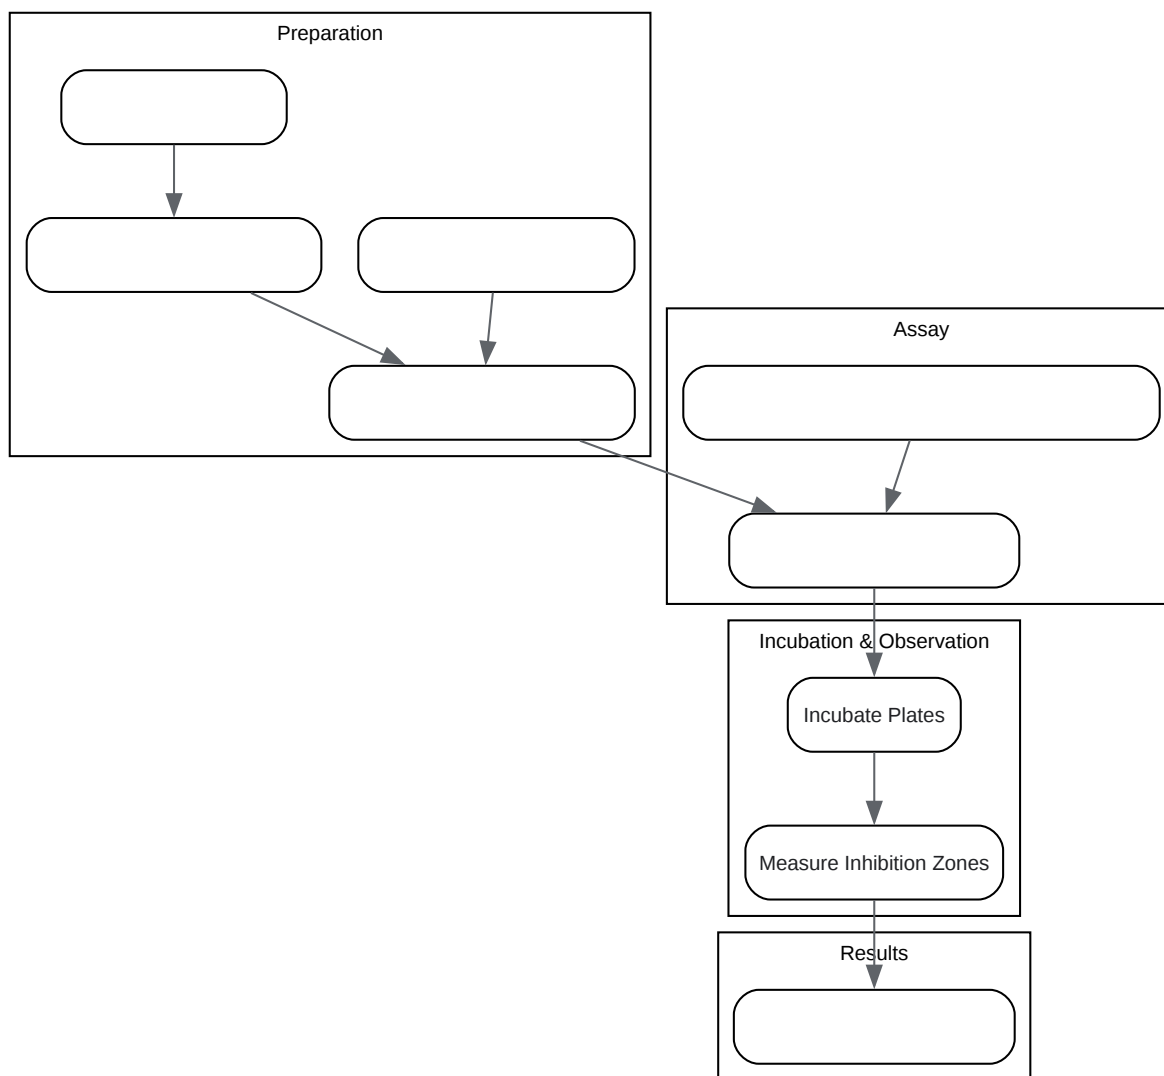 Preparation
Assay
Incubation & Observation
Incubate Plates
Measure Inhibition Zones
Results